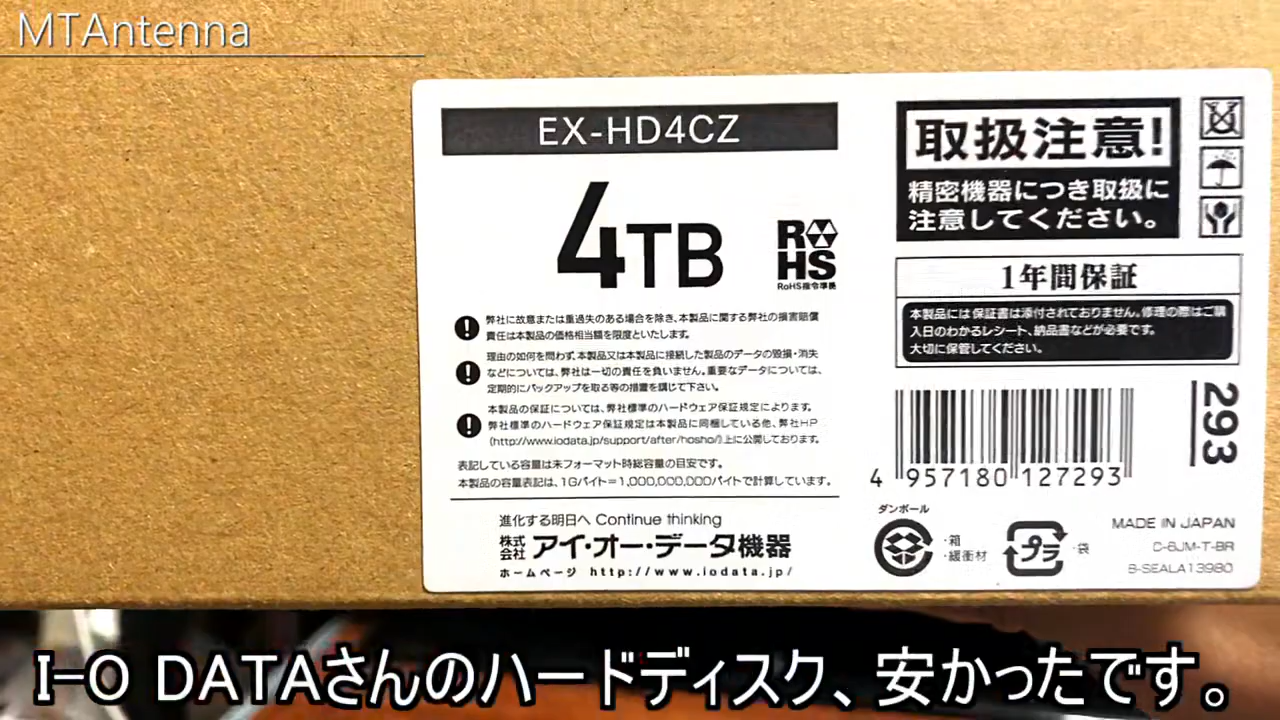 MTAntenna
EX-HD4CZ
4TB
RoHS
RoHS指令準拠
弊社に故意または重過失のある場合を除き、本製品に関する弊社の損害賠償
責任は本製品の価格相当額を限度といたします。
理由の如何を問わず、本製品又は本製品に接続した製品のデータの毀損・消失
などについては、弊社は一切の責任を負いません。重要なデータについては、
定期的にバックアップを取る等の措置を講じて下さい。
本製品の保証については、弊社標準のハードウェア保証規定によります。
弊社標準のハードウェア保証規定は本製品に同梱している他、弊社HP
(http://www.iodata.jp/support/after/hosho/)上に公開しております。
表記している容量は未フォーマット時総容量の目安です。
本製品の容量表記は、1Gバイト=1,000,000,000バイトで計算しています。
進化する明日へ Continue thinking
株式会社 アイ・オー・データ機器
ホームページ http://www.iodata.jp/
取扱注意!
精密機器につき取扱に
注意してください。
1年間保証
本製品には保証書は添付されておりません。修理の際はご購
入日のわかるレシート、納品書などが必要です。
大切に保管してください。
4 957180 127293
293
ダンボール
・箱
・緩衝材
プラ
・袋
MADE IN JAPAN
C-6JM-T-BR
B-SEALA13980
I-O DATAさんのハードディスク、安かったです。